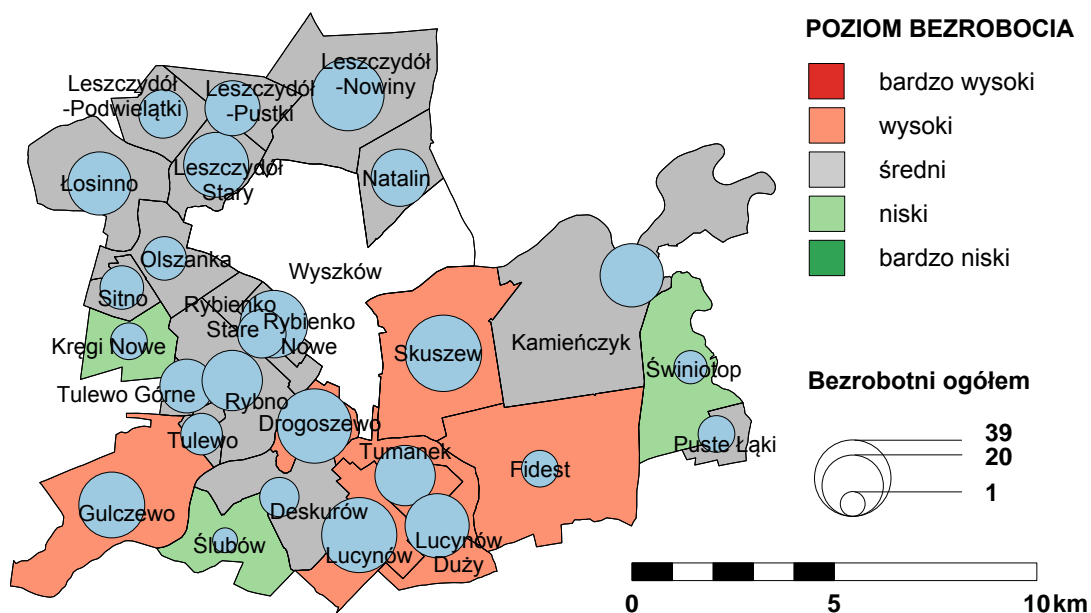 POZIOM BEZROBOCIA
bardzo wysoki
wysoki
średni
niski
bardzo niski
Bezrobotni ogółem
39
20
1
0
5
10 km
Leszczydół
-Nowiny
Leszczydół
-Podwielątki
Leszczydół
-Pustki
Leszczydół
Stary
Łosinno
Natalin
Olszanka
Wyszków
Sitno
Rybienko
Stare
Rybienko
Nowe
Kręgi Nowe
Skuszew
Kamieńczyk
Świniotop
Tulewo Górne
Rybno
Drogoszewo
Tulewo
Tumanek
Puste Łąki
Fidest
Gulczewo
Deskurów
Ślubów
Lucynów
Lucynów
Duży